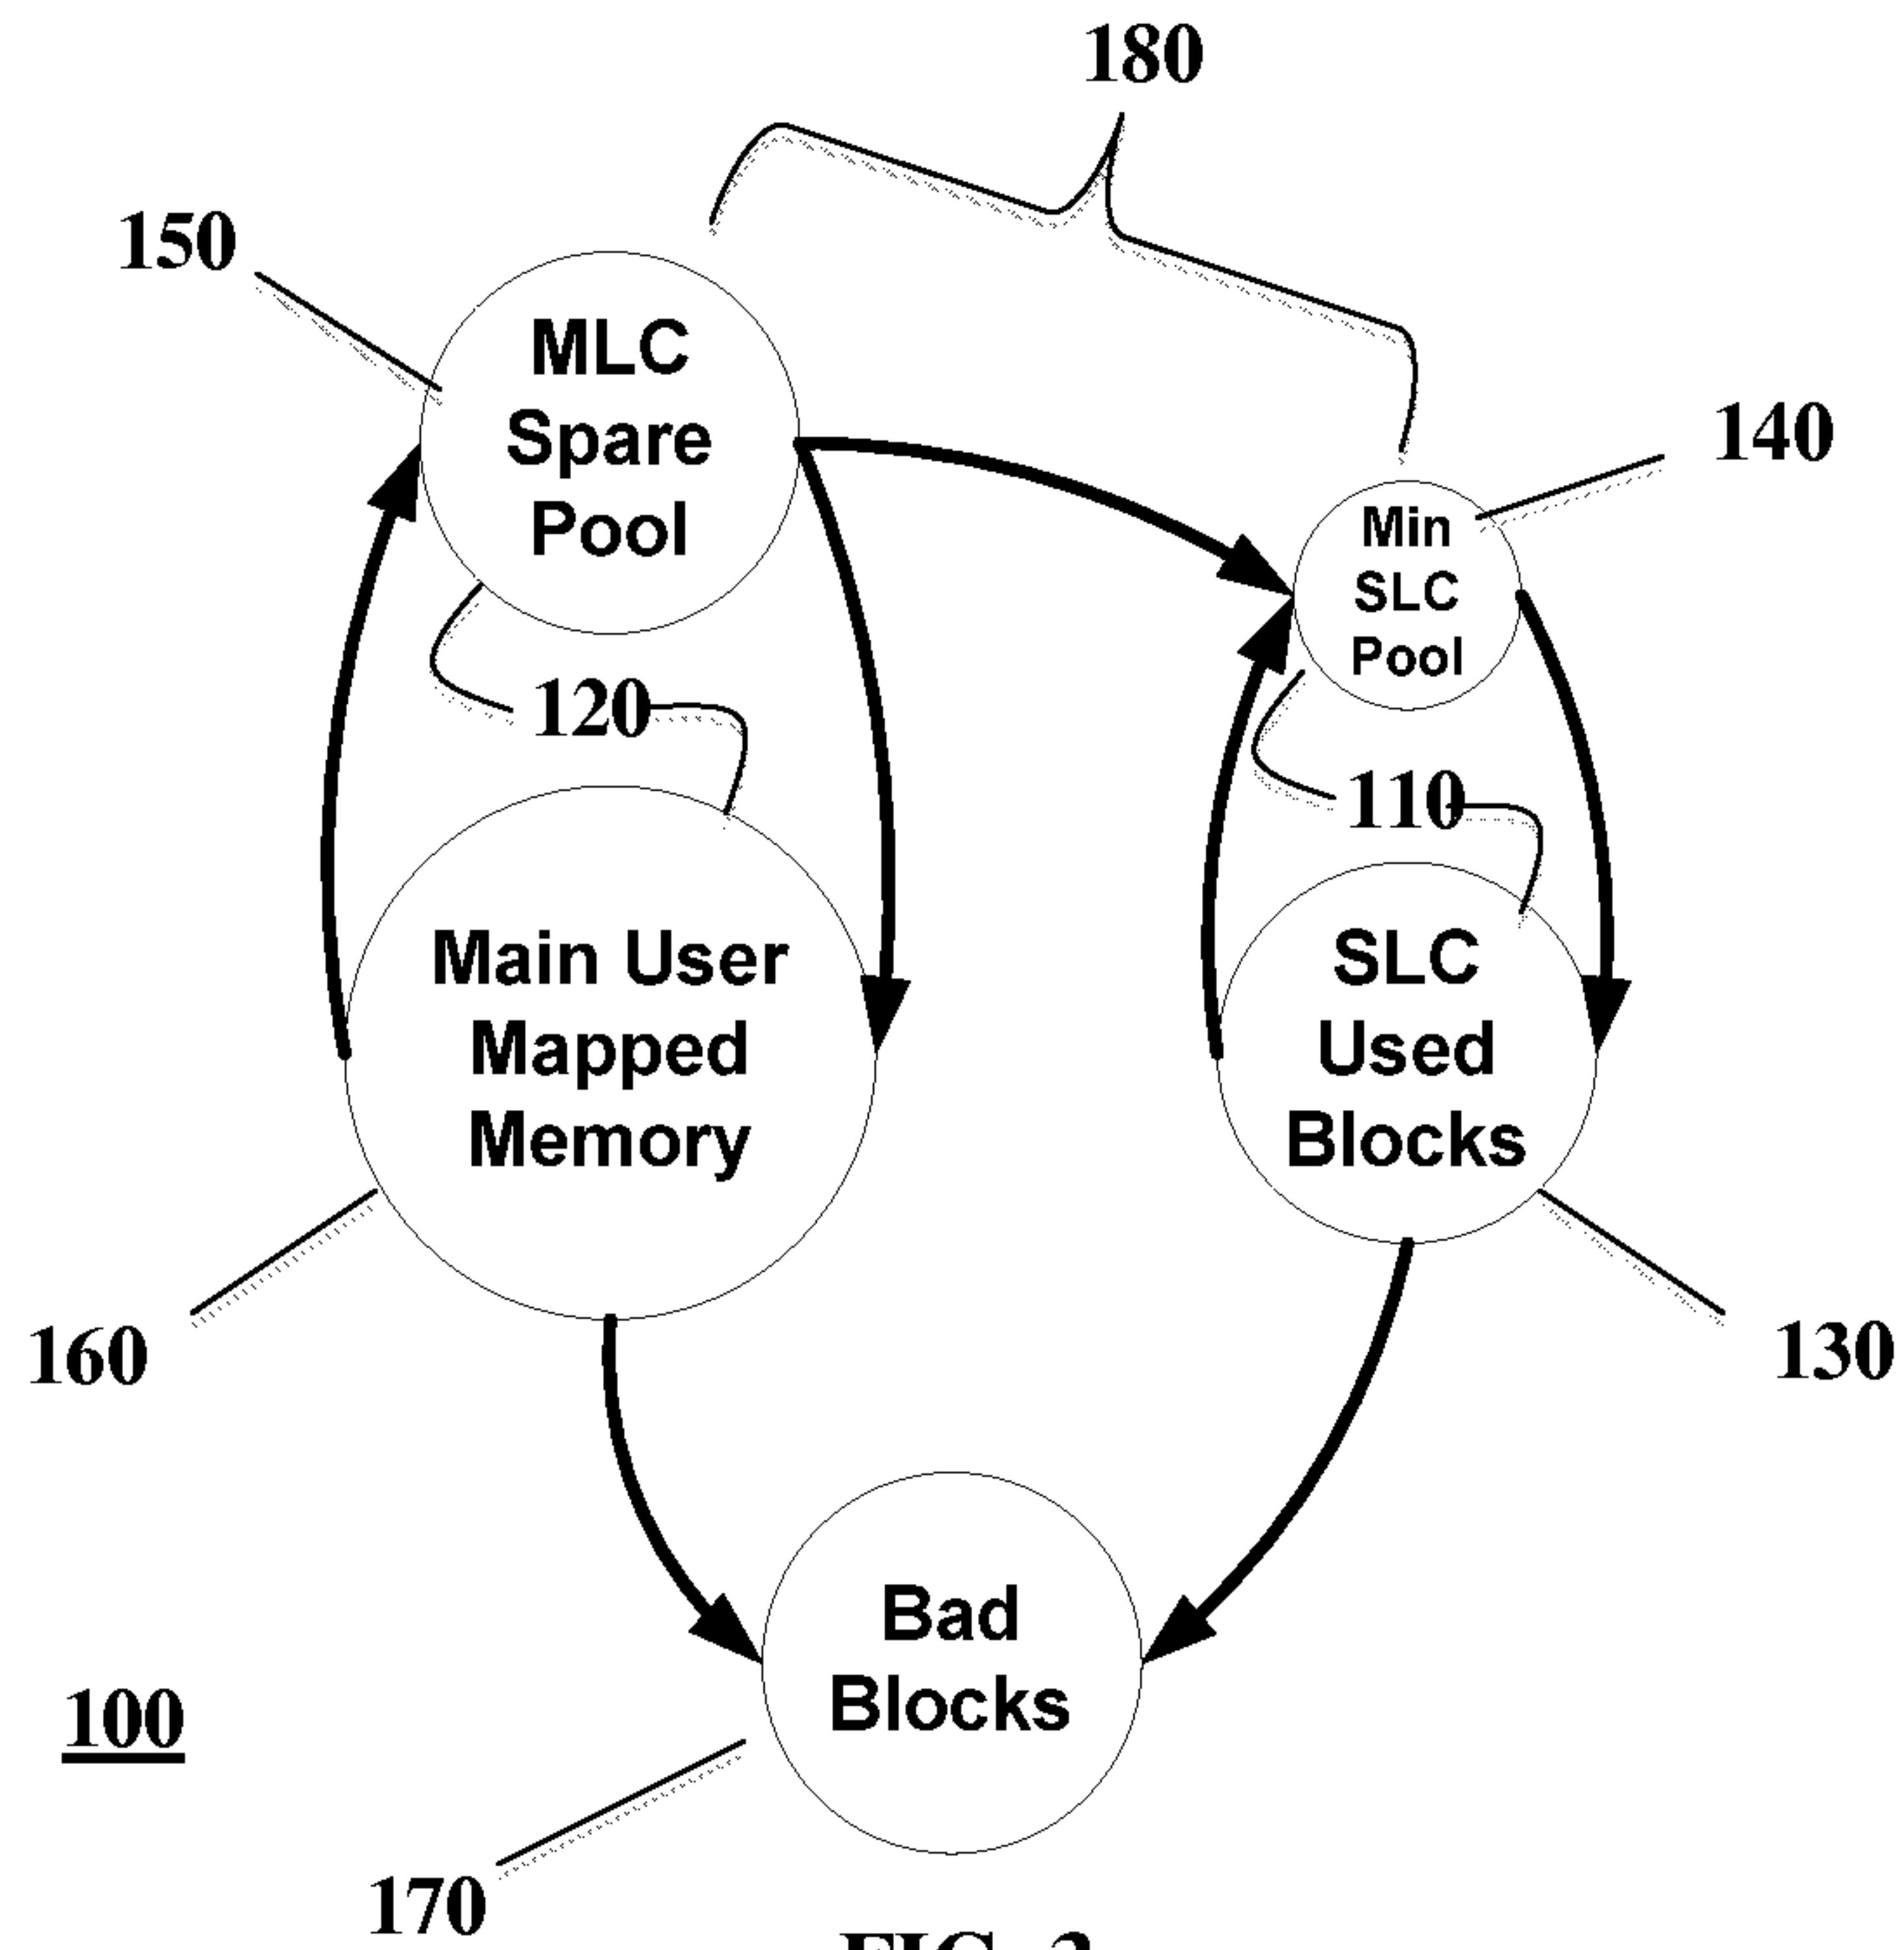 180
150
MLC
Spare
Pool
140
Min
SLC
Pool
120
110
Main User
Mapped
Memory
SLC
Used
Blocks
160
130
Bad
Blocks
100
170